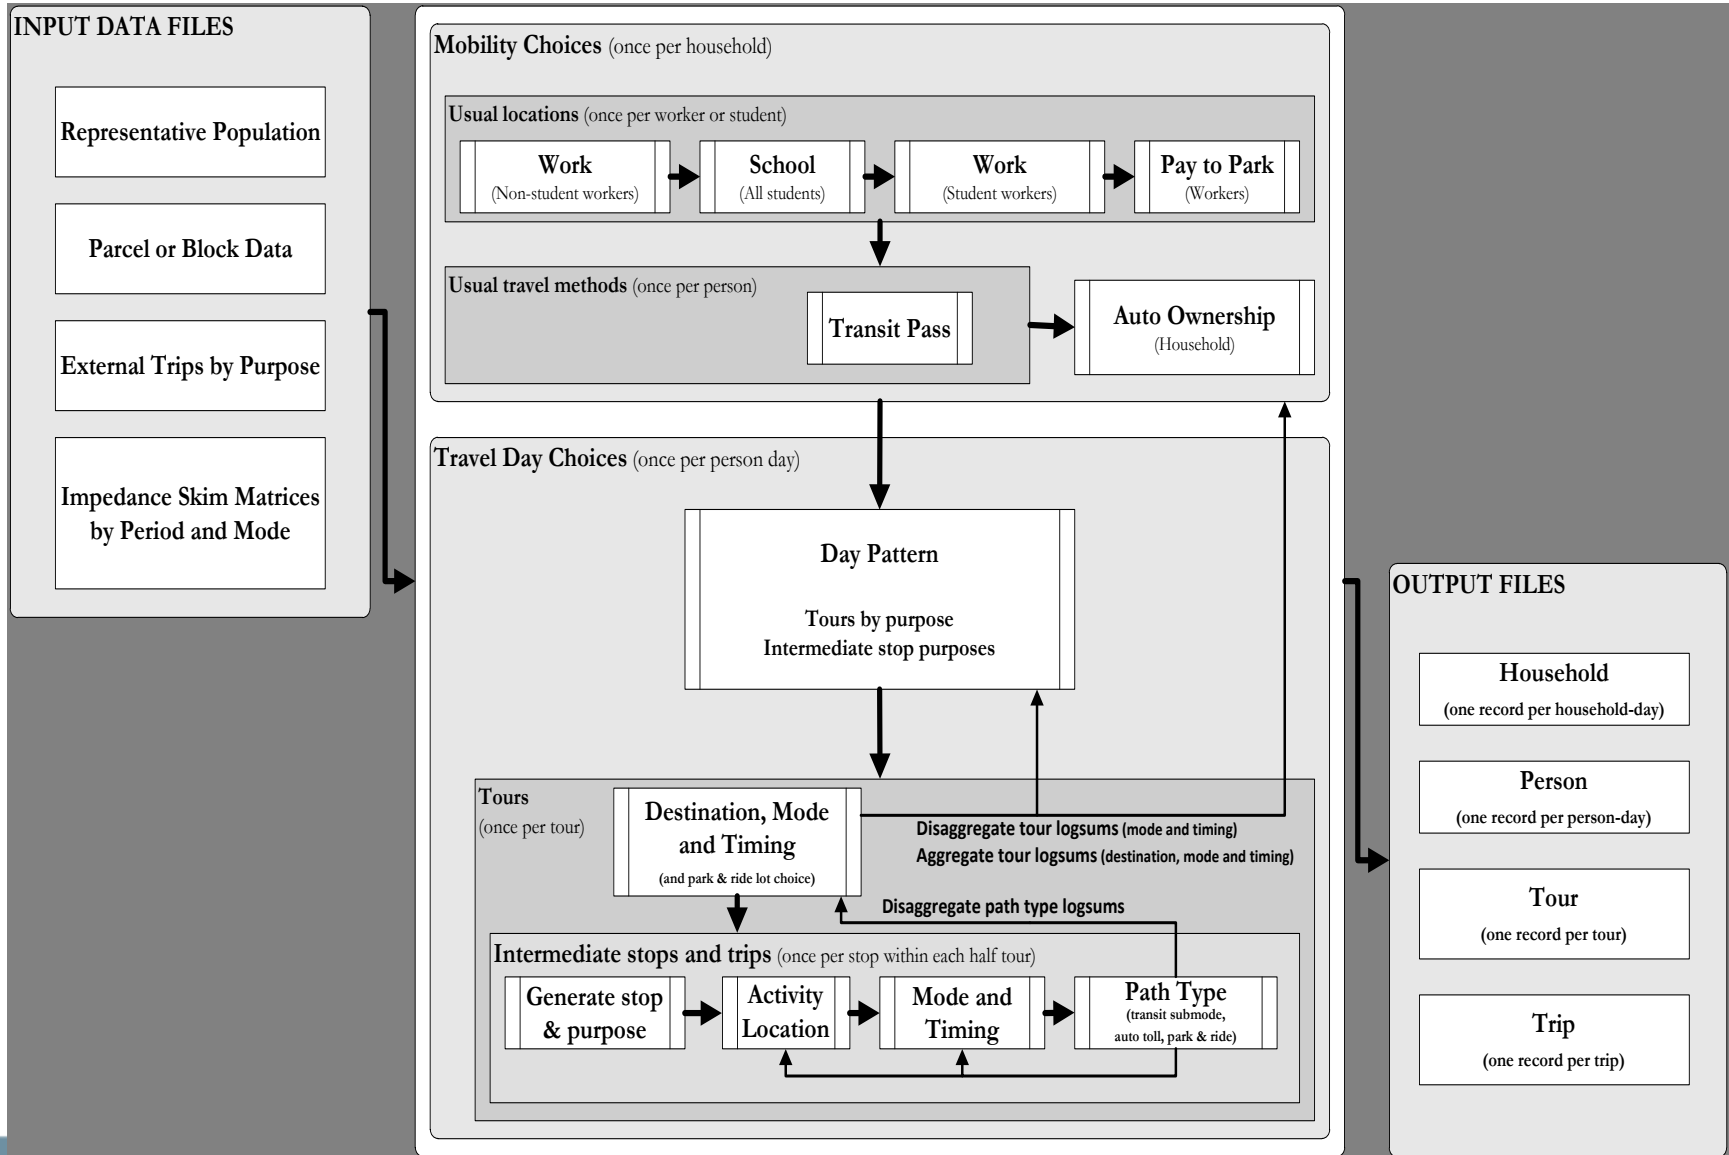 INPUT DATA FILES
Representative Population
Parcel or Block Data
External Trips by Purpose
Impedance Skim Matrices
by Period and Mode
Mobility Choices (once per household)
Usual locations (once per worker or student)
Work
(Non-student workers)
School
(All students)
Work
(Student workers)
Pay to Park
(Workers)
Usual travel methods (once per person)
Transit Pass
Auto Ownership
(Household)
Travel Day Choices (once per person day)
Day Pattern
Tours by purpose
Intermediate stop purposes
Tours
(once per tour)
Destination, Mode
and Timing
(and park & ride lot choice)
Disaggregate tour logsums (mode and timing)
Aggregate tour logsums (destination, mode and timing)
Disaggregate path type logsums
Intermediate stops and trips (once per stop within each half tour)
Generate stop
& purpose
Activity
Location
Mode and
Timing
Path Type
(transit submode,
auto toll, park & ride)
OUTPUT FILES
Household
(one record per household-day)
Person
(one record per person-day)
Tour
(one record per tour)
Trip
(one record per trip)